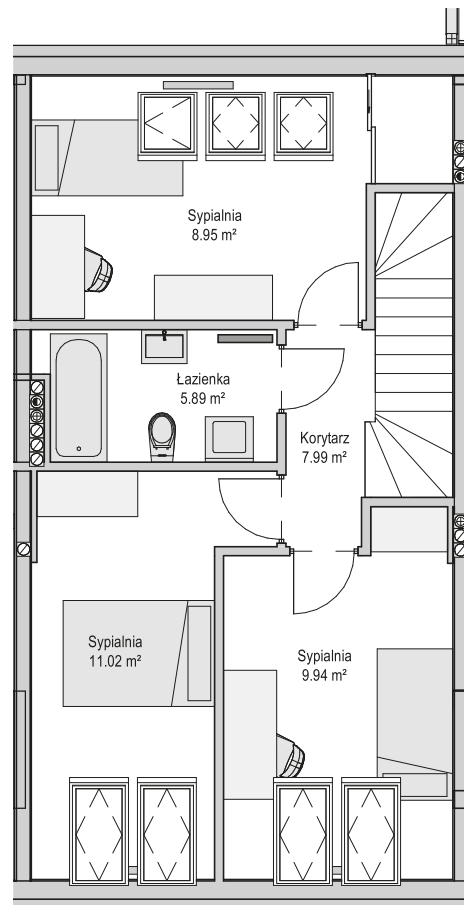 Sypialnia
8.95 m²
Łazienka
5.89 m²
Korytarz
7.99 m²
Sypialnia
11.02 m²
Sypialnia
9.94 m²